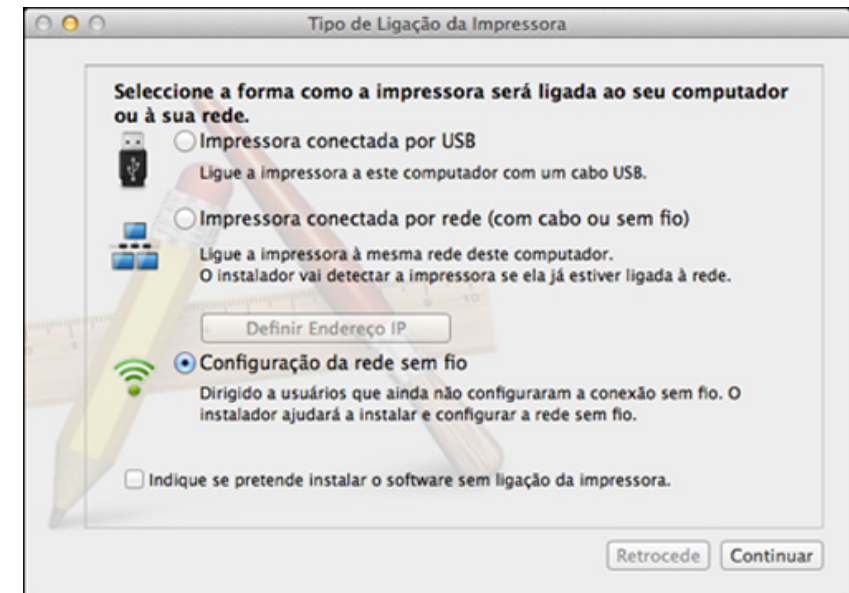 Tipo de Ligação da Impressora
Seleccione a forma como a impressora será ligada ao seu computador
ou à sua rede.
Impressora conectada por USB
Ligue a impressora a este computador com um cabo USB.
Impressora conectada por rede (com cabo ou sem fio)
Ligue a impressora à mesma rede deste computador.
O instalador vai detectar a impressora se ela já estiver ligada à rede.
Definir Endereço IP
Configuração da rede sem fio
Dirigido a usuários que ainda não configuraram a conexão sem fio. O
instalador ajudará a instalar e configurar a rede sem fio.
Indique se pretende instalar o software sem ligação da impressora.
Retrocede Continuar